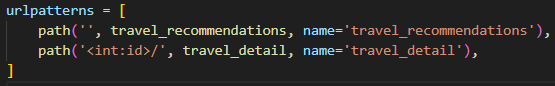 urlpatterns = [
    path('', travel_recommendations, name='travel_recommendations'),
    path('<int:id>/', travel_detail, name='travel_detail'),
]